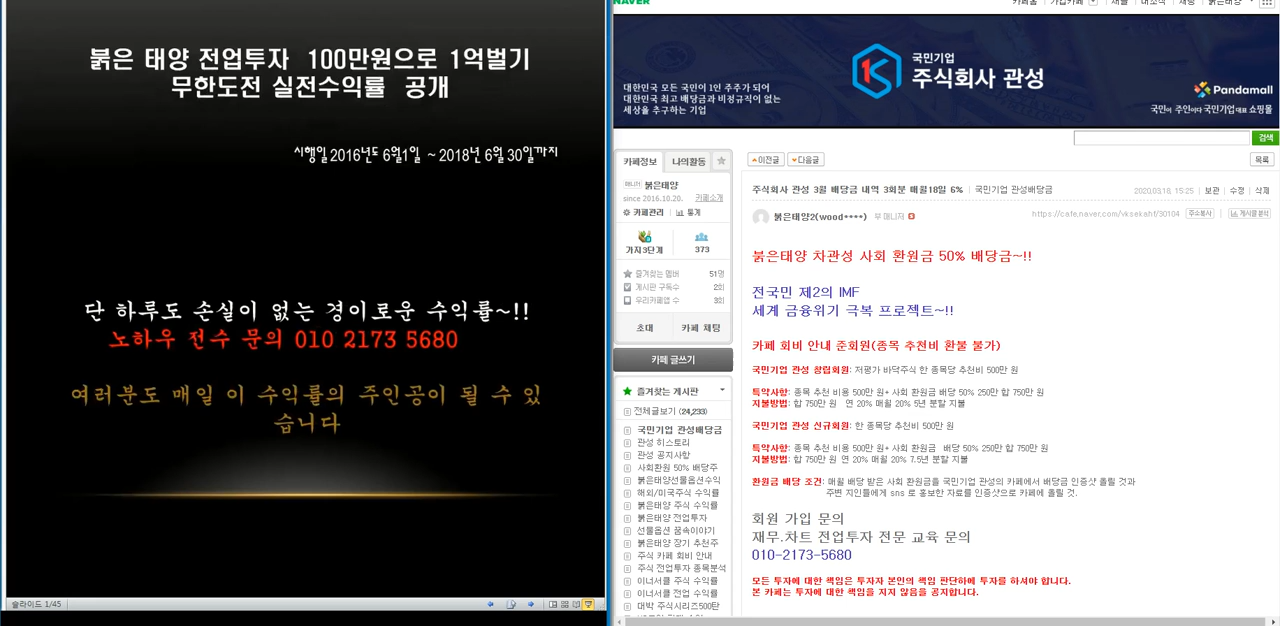 붉은 태양 전업투자 100만원으로 1억벌기
무한도전 실전수익률 공개
시행일 2016년도 6월1일 ~ 2018년 6월 30일까지
단 하루도 손실이 없는 경이로운 수익률~!!
노하우 전수 문의 010 2173 5680
여러분도 매일 이 수익률의 주인공이 될 수 있
습니다
슬라이드 1/45
NAVER
카페홈
가입카페
새글
내소식
채팅
붉은태양
대한민국 모든 국민이 1인 주주가 되어
대한민국 최고 배당금과 비정규직이 없는
세상을 추구하는 기업
국민기업
주식회사 관성
Pandamall
국민이 주인이다 국민기업대표 쇼핑몰
검색
카페정보 나의활동
매니저 붉은태양
since 2016.10.20. 카페소개
카페관리 통계
가지3단계 373
즐겨찾는 멤버 51명
게시판 구독수 2회
우리카페앱 수 3회
초대 카페 채팅
카페 글쓰기
즐겨찾는 게시판
전체글보기 (24,233)
국민기업 관성배당금
관성 히스토리
관성 공지사항
사회환원 50% 배당주
붉은태양선물옵션수익
해외/미국주식 수익률
붉은태양 주식 수익률
붉은태양 전업투자
선물옵션 꿈속이야기
붉은태양 장기 추천주
주식 카페 회비 안내
주식 전업투자 종목분석
이너서클 주식 수익률
이너서클 전업 수익률
대박 주식시리즈500탄
이전글 다음글 목록
주식회사 관성 3월 배당금 내역 3회분 매월18일 6% 국민기업 관성배당금
2020.03.18. 15:25 보관 수정 삭제
붉은태양2(wood****) 부매니저
https://cafe.naver.com/vksekahf/30104 주소복사 게시글 분석
붉은태양 차관성 사회 환원금 50% 배당금~!!
전국민 제2의 IMF
세계 금융위기 극복 프로젝트~!!
카페 회비 안내 준회원(종목 추천비 환불 불가)
국민기업 관성 창립회원: 저평가 바닥주식 한 종목당 추천비 500만 원
특약사항: 종목 추천 비용 500만 원+ 사회 환원금 배당 50% 250만 합 750만 원
지불방법: 합 750만 원 연 20% 매월 20% 5년 분할 지불
국민기업 관성 신규회원: 한 종목당 추천비 500만 원
특약사항: 종목 추천 비용 500만 원+ 사회 환원금 배당 50% 250만 합 750만 원
지불방법: 합 750만 원 연 20% 매월 20% 7.5년 분할 지불
환원금 배당 조건: 매월 배당 받은 사회 환원금을 국민기업 관성의 카페에서 배당금 인증샷 올릴 것과
주변 지인들에게 sns 로 홍보한 자료를 인증샷으로 카페에 올릴 것.
회원 가입 문의
재무.차트 전업투자 전문 교육 문의
010-2173-5680
모든 투자에 대한 책임은 투자자 본인의 책임 판단하에 투자를 하셔야 합니다.
본 카페는 투자에 대한 책임을 지지 않음을 공지합니다.